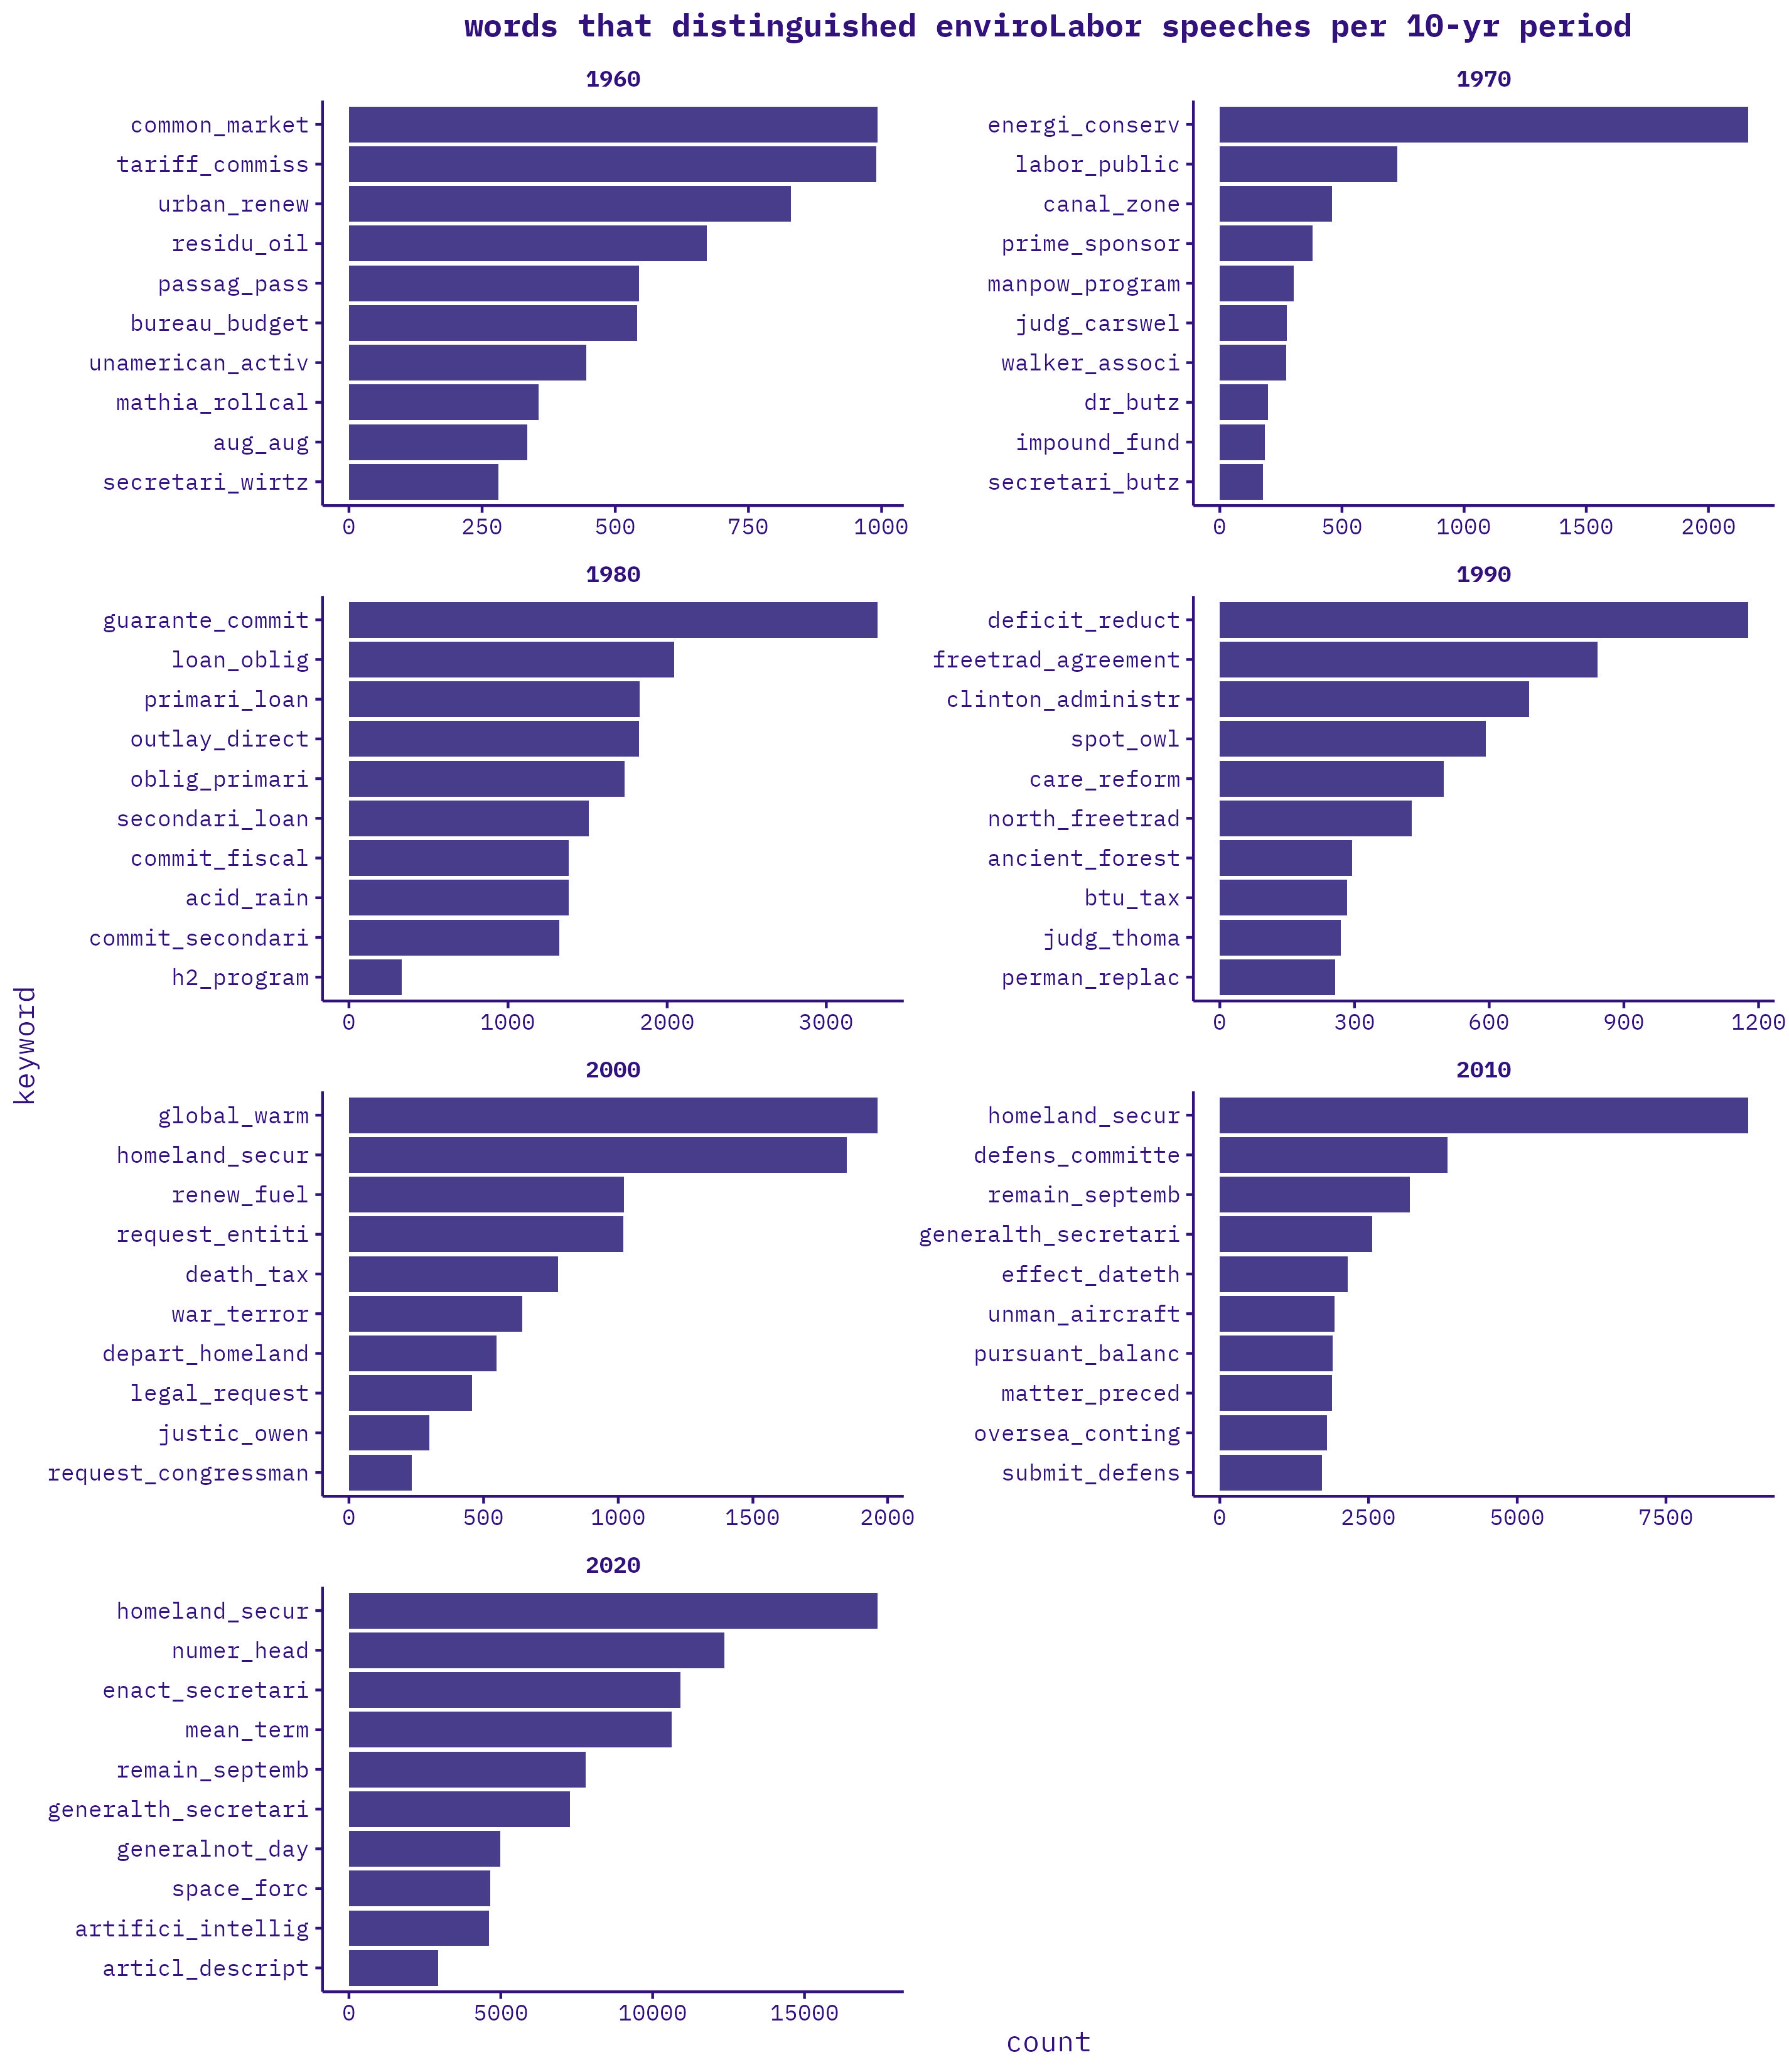 words that distinguished enviroLabor speeches per 10-yr period
1960
common_market
tariff_commiss
urban_renew
residu_oil
passag_pass
bureau_budget
unamerican_activ
mathia_rollcal
aug_aug
secretari_wirtz
0 250 500 750 1000
1970
energi_conserv
labor_public
canal_zone
prime_sponsor
manpow_program
judg_carswel
walker_associ
dr_butz
impound_fund
secretari_butz
0 500 1000 1500 2000
1980
guarante_commit
loan_oblig
primari_loan
outlay_direct
oblig_primari
secondari_loan
commit_fiscal
acid_rain
commit_secondari
h2_program
0 1000 2000 3000
1990
deficit_reduct
freetrad_agreement
clinton_administr
spot_owl
care_reform
north_freetrad
ancient_forest
btu_tax
judg_thoma
perman_replac
0 300 600 900 1200
keyword
2000
global_warm
homeland_secur
renew_fuel
request_entiti
death_tax
war_terror
depart_homeland
legal_request
justic_owen
request_congressman
0 500 1000 1500 2000
2010
homeland_secur
defens_committe
remain_septemb
generalth_secretari
effect_dateth
unman_aircraft
pursuant_balanc
matter_preced
oversea_conting
submit_defens
0 2500 5000 7500
2020
homeland_secur
numer_head
enact_secretari
mean_term
remain_septemb
generalth_secretari
generalnot_day
space_forc
artifici_intellig
articl_descript
0 5000 10000 15000
count